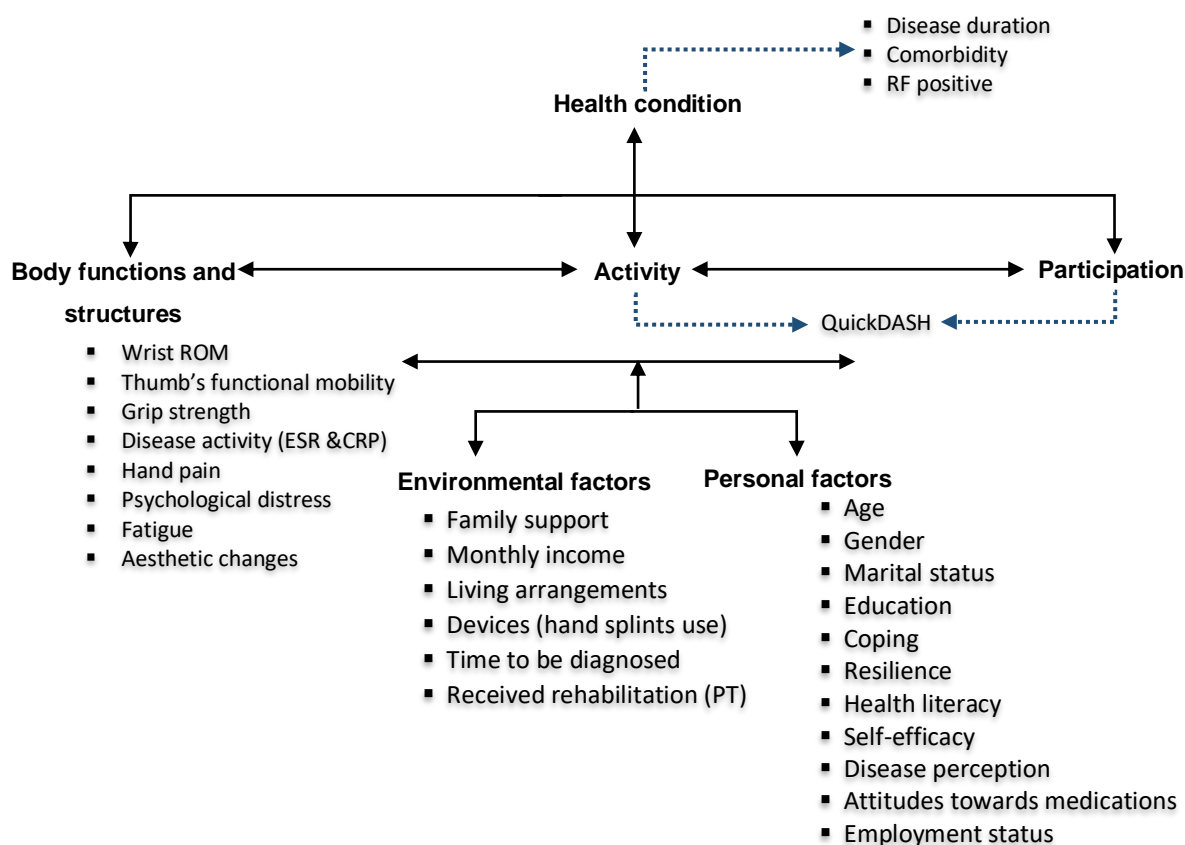 ▪ Disease duration
▪ Comorbidity
▪ RF positive
Health condition
Body functions and
structures
Activity
Participation
QuickDASH
▪ Wrist ROM
▪ Thumb’s functional mobility
▪ Grip strength
▪ Disease activity (ESR &CRP)
▪ Hand pain
▪ Psychological distress
▪ Fatigue
▪ Aesthetic changes
Environmental factors
▪ Family support
▪ Monthly income
▪ Living arrangements
▪ Devices (hand splints use)
▪ Time to be diagnosed
▪ Received rehabilitation (PT)
Personal factors
▪ Age
▪ Gender
▪ Marital status
▪ Education
▪ Coping
▪ Resilience
▪ Health literacy
▪ Self-efficacy
▪ Disease perception
▪ Attitudes towards medications
▪ Employment status